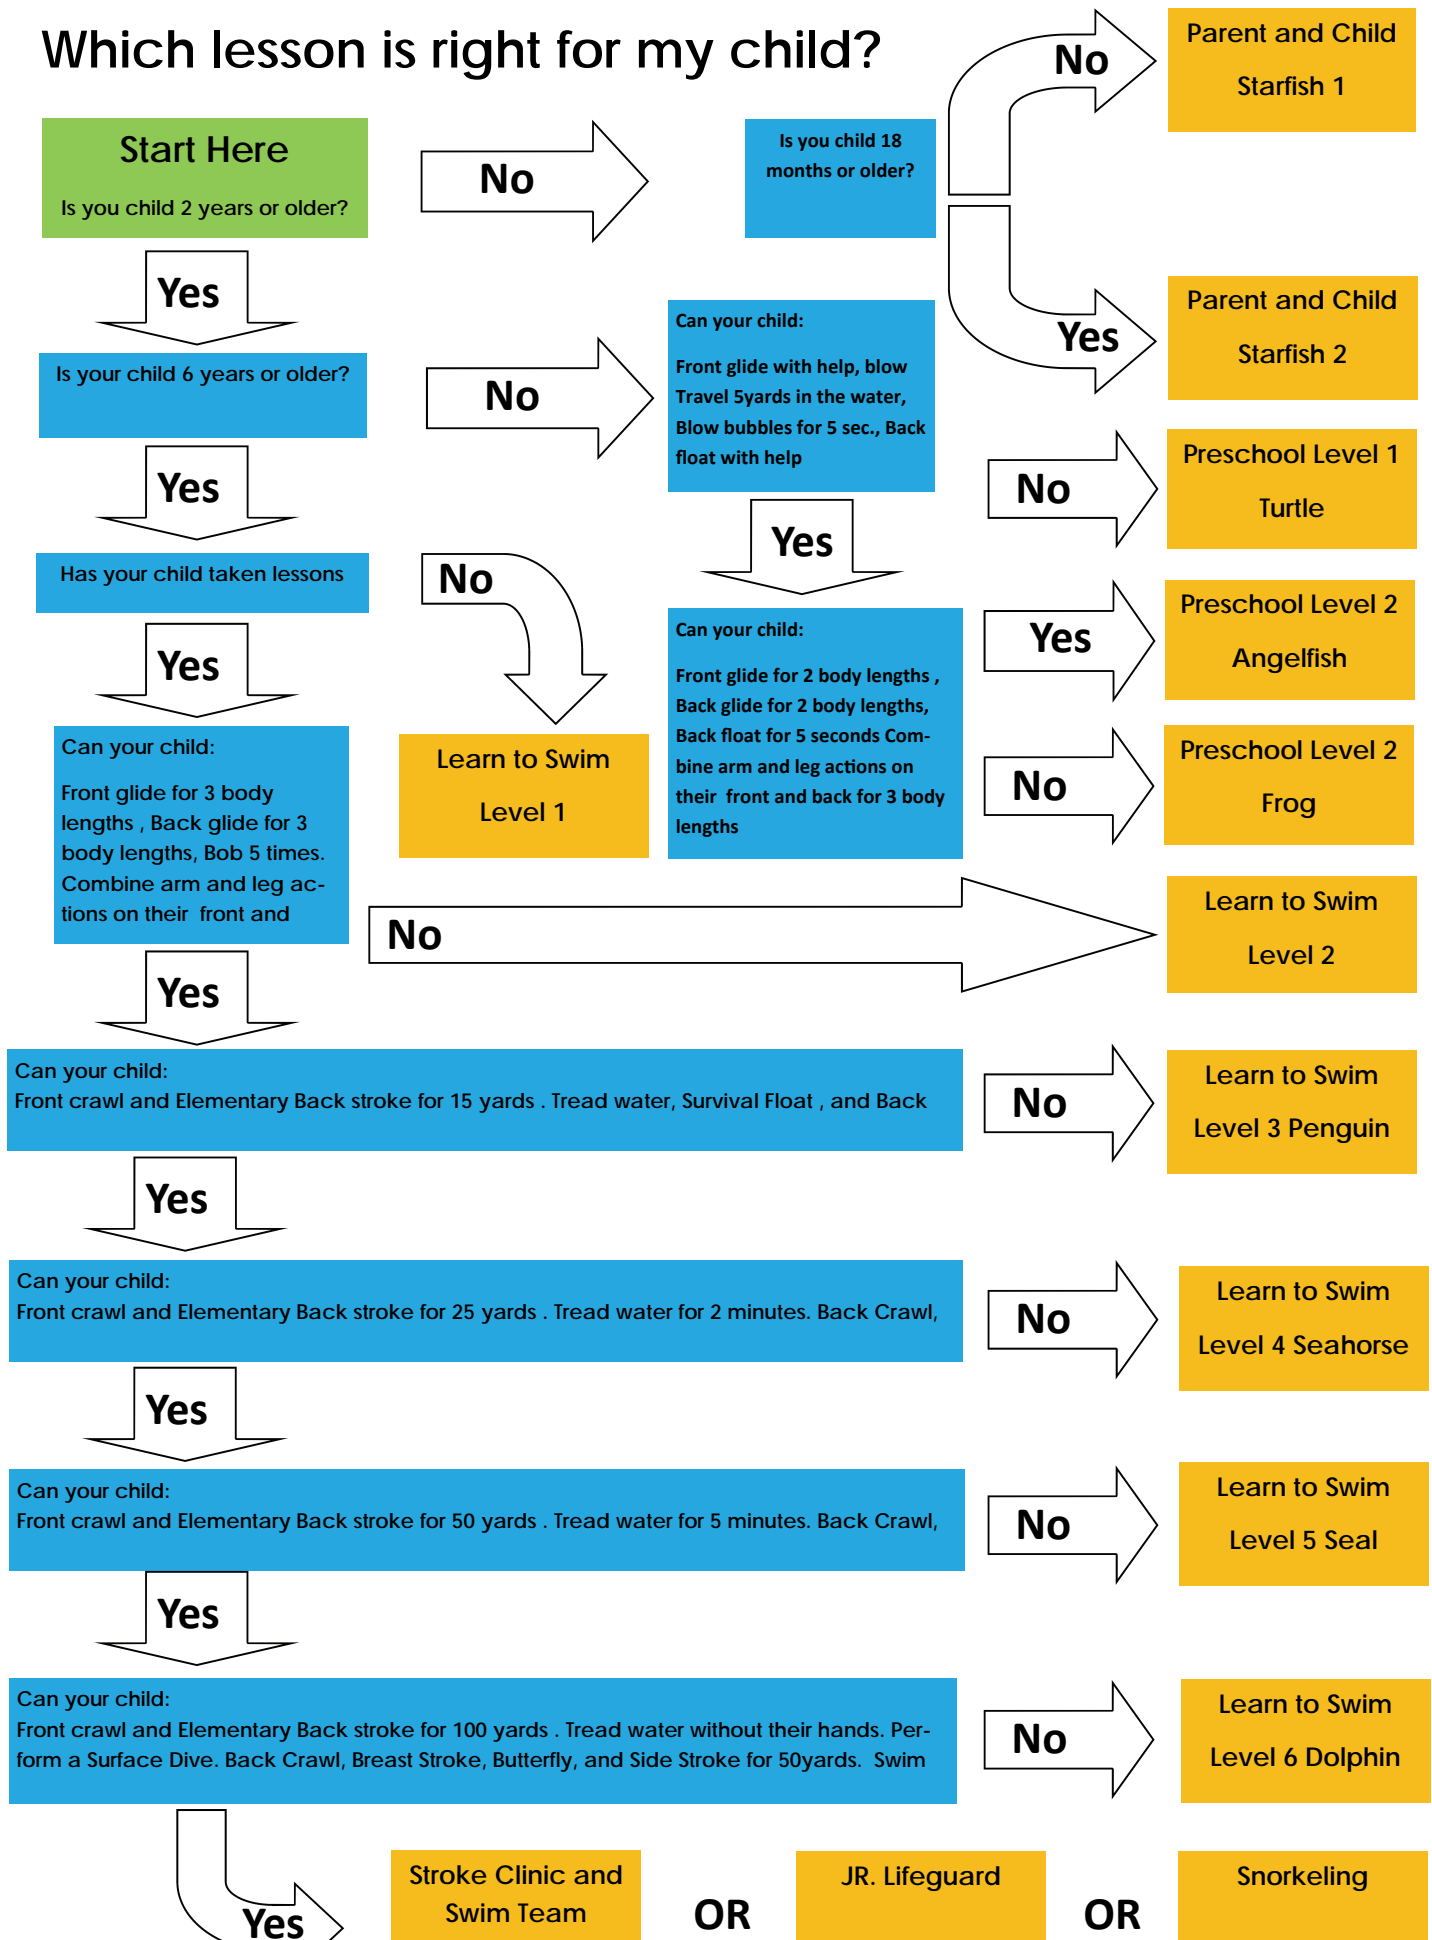 Which lesson is right for my child?
No
Parent and Child
Starfish 1
Start Here
Is you child 2 years or older?
No
Is you child 18
months or older?
Yes
Parent and Child
Starfish 2
Yes
Is your child 6 years or older?
No
Can your child:
Front glide with help, blow
Travel 5yards in the water,
Blow bubbles for 5 sec., Back
float with help
No
Preschool Level 1
Turtle
Yes
Yes
Has your child taken lessons
No
Learn to Swim
Level 1
Can your child:
Front glide for 2 body lengths ,
Back glide for 2 body lengths,
Back float for 5 seconds Com-
bine arm and leg actions on
their  front and back for 3 body
lengths
Yes
Preschool Level 2
Angelfish
No
Preschool Level 2
Frog
Yes
Can your child:
Front glide for 3 body
lengths , Back glide for 3
body lengths, Bob 5 times.
Combine arm and leg ac-
tions on their  front and
No
Learn to Swim
Level 2
Yes
Can your child:
Front crawl and Elementary Back stroke for 15 yards . Tread water, Survival Float , and Back
No
Learn to Swim
Level 3 Penguin
Yes
Can your child:
Front crawl and Elementary Back stroke for 25 yards . Tread water for 2 minutes. Back Crawl,
No
Learn to Swim
Level 4 Seahorse
Yes
Can your child:
Front crawl and Elementary Back stroke for 50 yards . Tread water for 5 minutes. Back Crawl,
No
Learn to Swim
Level 5 Seal
Yes
Can your child:
Front crawl and Elementary Back stroke for 100 yards . Tread water without their hands. Per-
form a Surface Dive. Back Crawl, Breast Stroke, Butterfly, and Side Stroke for 50yards.  Swim
No
Learn to Swim
Level 6 Dolphin
Yes
Stroke Clinic and
Swim Team
OR
JR. Lifeguard
OR
Snorkeling